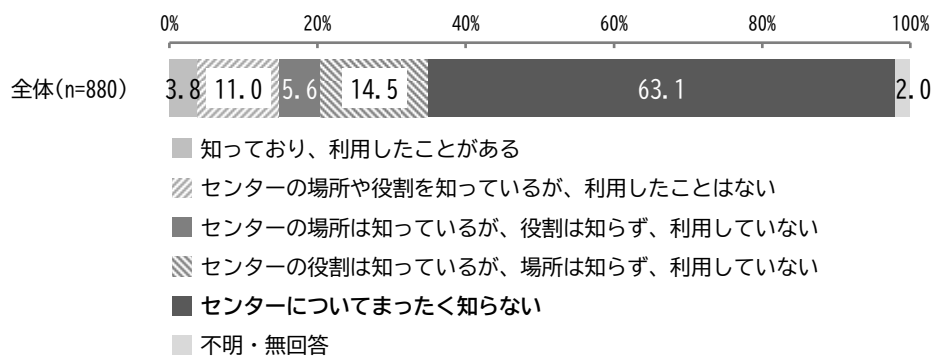 0% 20% 40% 60% 80% 100%
全体(n=880) 3.8 11.0 5.6 14.5 63.1 2.0
知っており、利用したことがある
センターの場所や役割を知っているが、利用したことはない
センターの場所は知っているが、役割は知らず、利用していない
センターの役割は知っているが、場所は知らず、利用していない
センターについてまったく知らない
不明・無回答